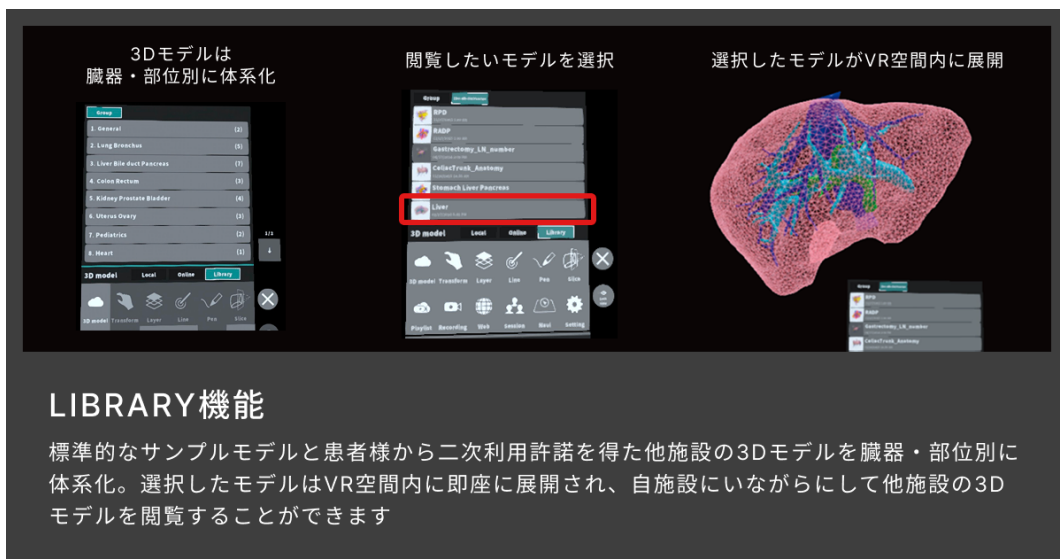 3Dモデルは
臓器・部位別に体系化
Group
1. General (2)
2. Lung Bronchus (5)
3. Liver Bile duct Pancreas (7)
4. Colon Rectum (3)
5. Kidney Prostate Bladder (4)
6. Uterus Ovary (3)
7. Pediatrics (2)
8. Heart (1)
1/1
3D model Local Online Library
3D model Transform Layer Line Pen Slice
閲覧したいモデルを選択
Group
RPD
RADP
Gastrectomy_LN_number
CeliacTrunk_Anatomy
Stomach Liver Pancreas
Liver
3D model Local Online Library
3D model Transform Layer Line Pen Slice
Playlist Recording Web Session Setting
選択したモデルがVR空間内に展開
Group
RPD
RADP
Gastrectomy_LN_number
CeliacTrunk_Anatomy
LIBRARY機能
標準的なサンプルモデルと患者様から二次利用許諾を得た他施設の3Dモデルを臓器・部位別に
体系化。選択したモデルはVR空間内に即座に展開され、自施設にいながらにして他施設の3D
モデルを閲覧することができます